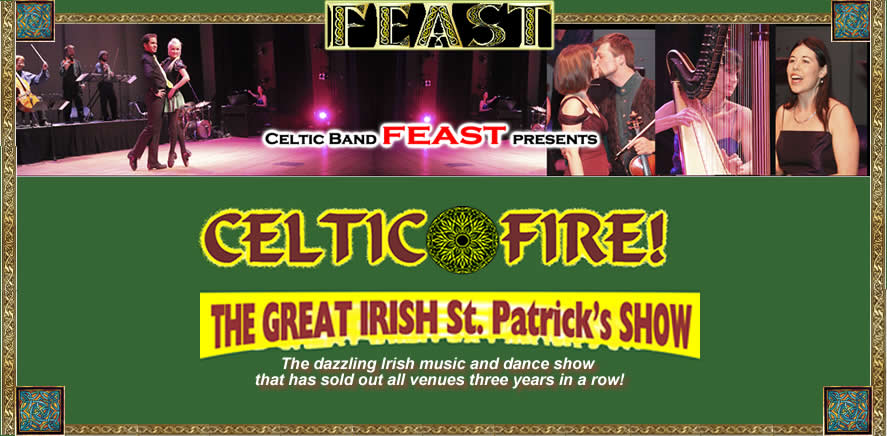 FEAST
CELTIC BAND FEAST PRESENTS
CELTIC FIRE!
THE GREAT IRISH St. Patrick's SHOW
The dazzling Irish music and dance show
that has sold out all venues three years in a row!